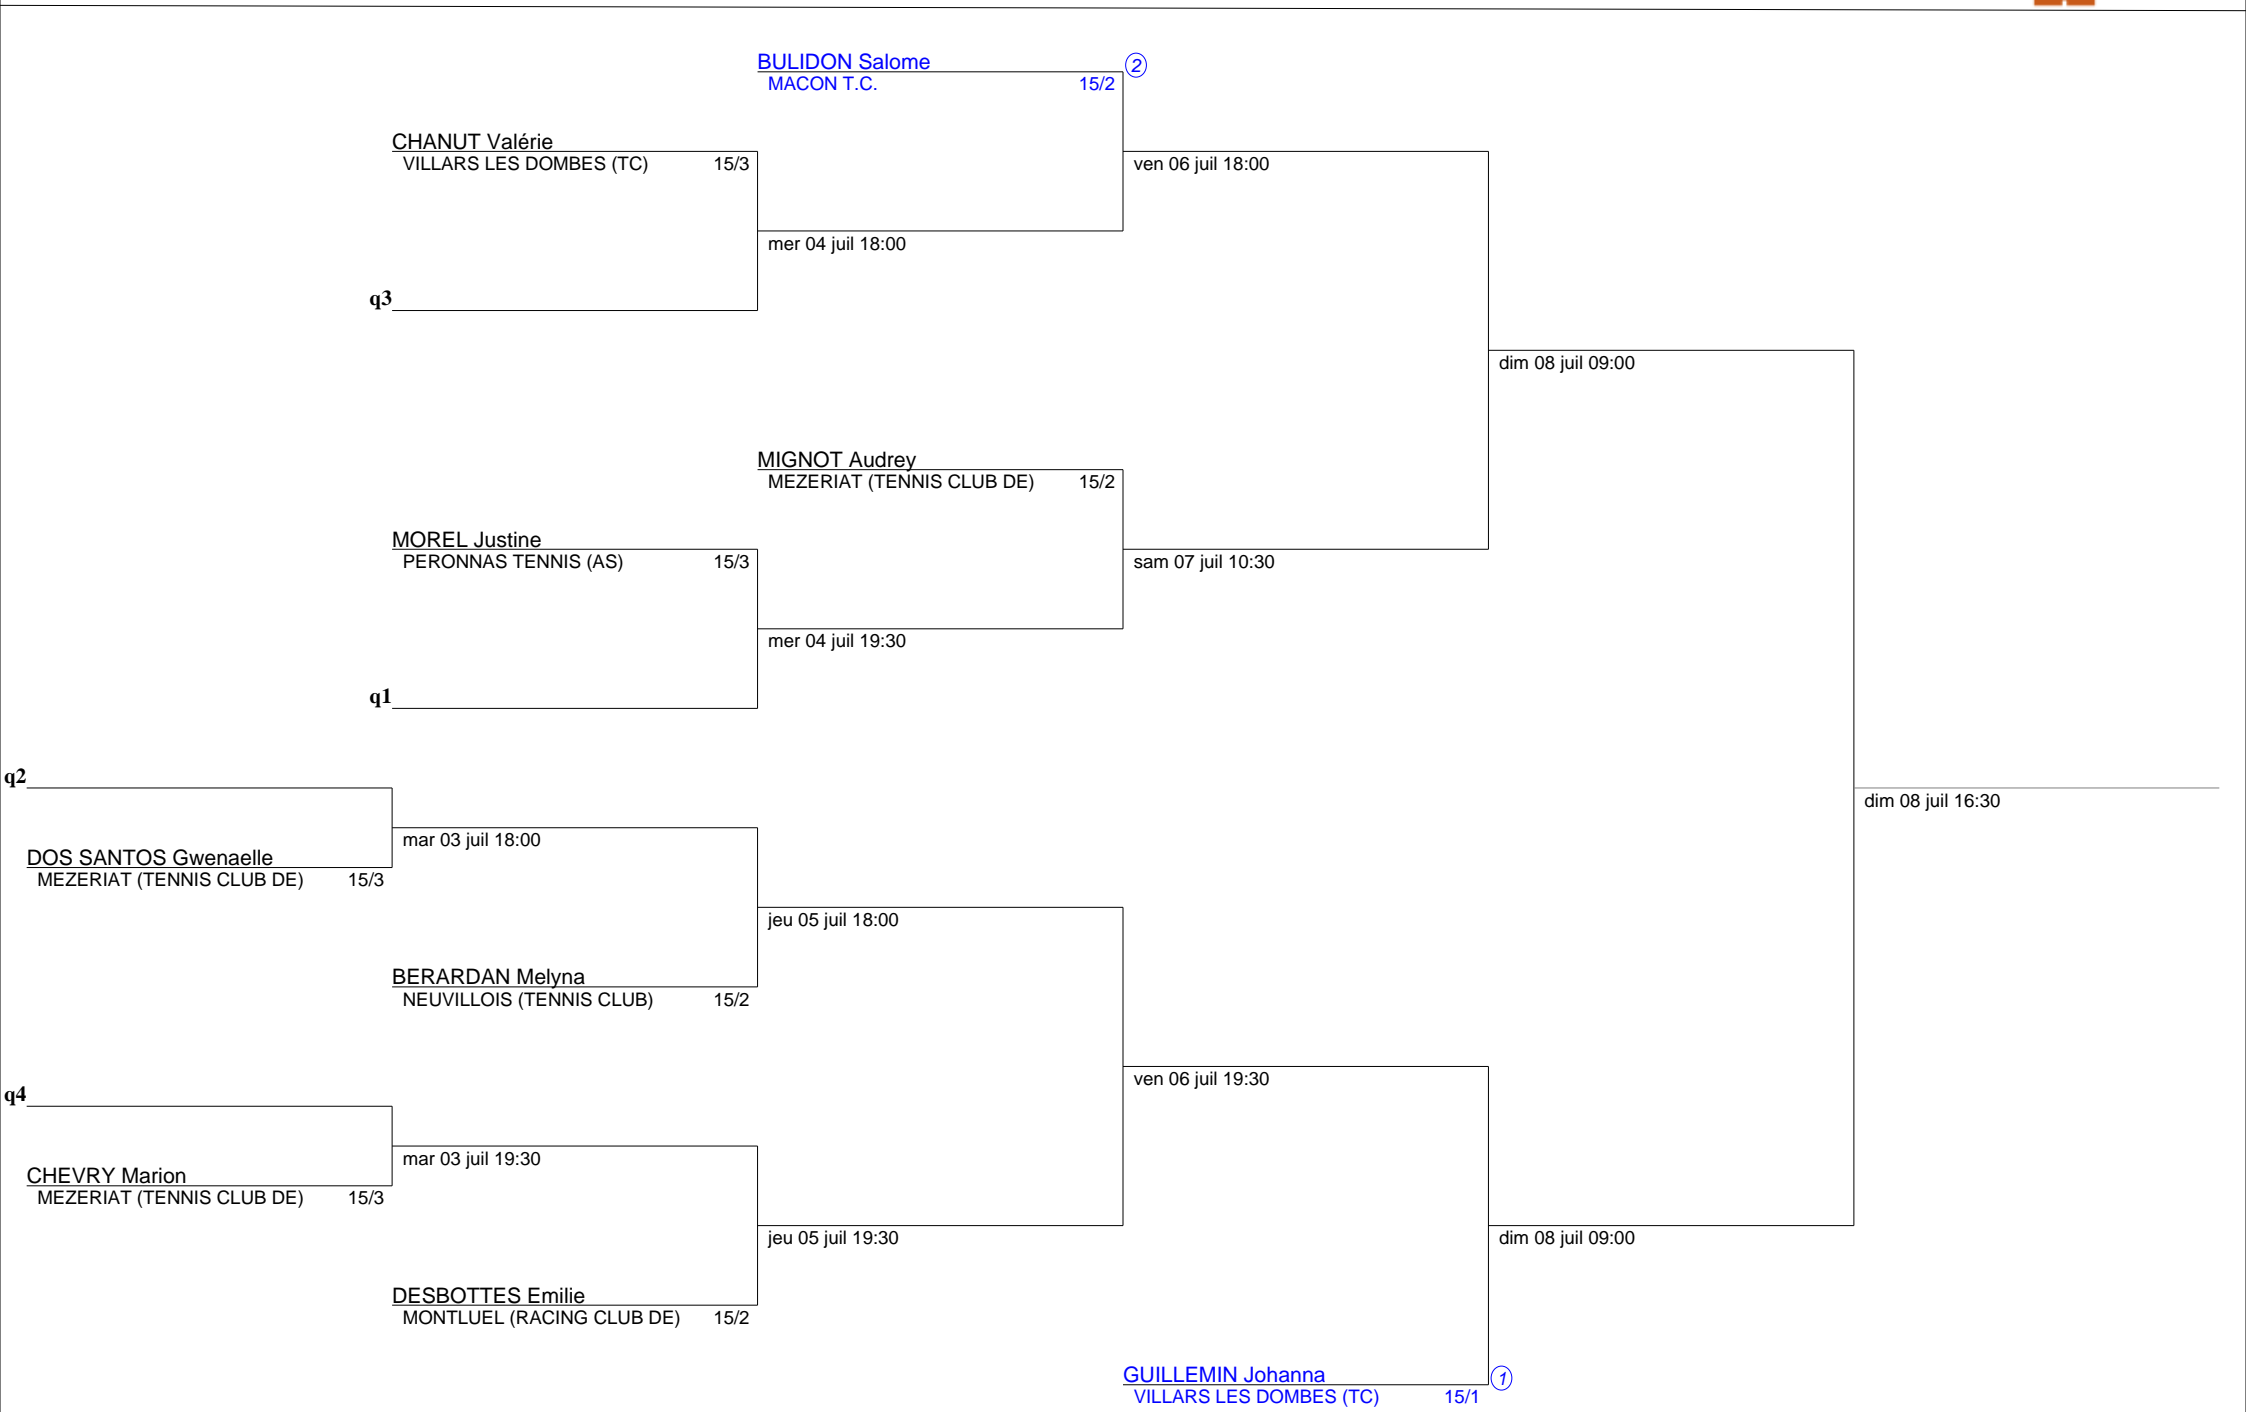 BULIDON Salome
2
MACON T.C. 15/2
CHANUT Valérie
VILLARS LES DOMBES (TC) 15/3
ven 06 juil 18:00
mer 04 juil 18:00
q3
dim 08 juil 09:00
MIGNOT Audrey
MEZERIAT (TENNIS CLUB DE) 15/2
MOREL Justine
PERONNAS TENNIS (AS) 15/3
sam 07 juil 10:30
mer 04 juil 19:30
q1
q2
dim 08 juil 16:30
mar 03 juil 18:00
DOS SANTOS Gwenaelle
MEZERIAT (TENNIS CLUB DE) 15/3
jeu 05 juil 18:00
BERARDAN Melyna
NEUVILLOIS (TENNIS CLUB) 15/2
ven 06 juil 19:30
q4
mar 03 juil 19:30
CHEVRY Marion
MEZERIAT (TENNIS CLUB DE) 15/3
jeu 05 juil 19:30
dim 08 juil 09:00
DESBOTTES Emilie
MONTLUEL (RACING CLUB DE) 15/2
GUILLEMIN Johanna
1
VILLARS LES DOMBES (TC) 15/1